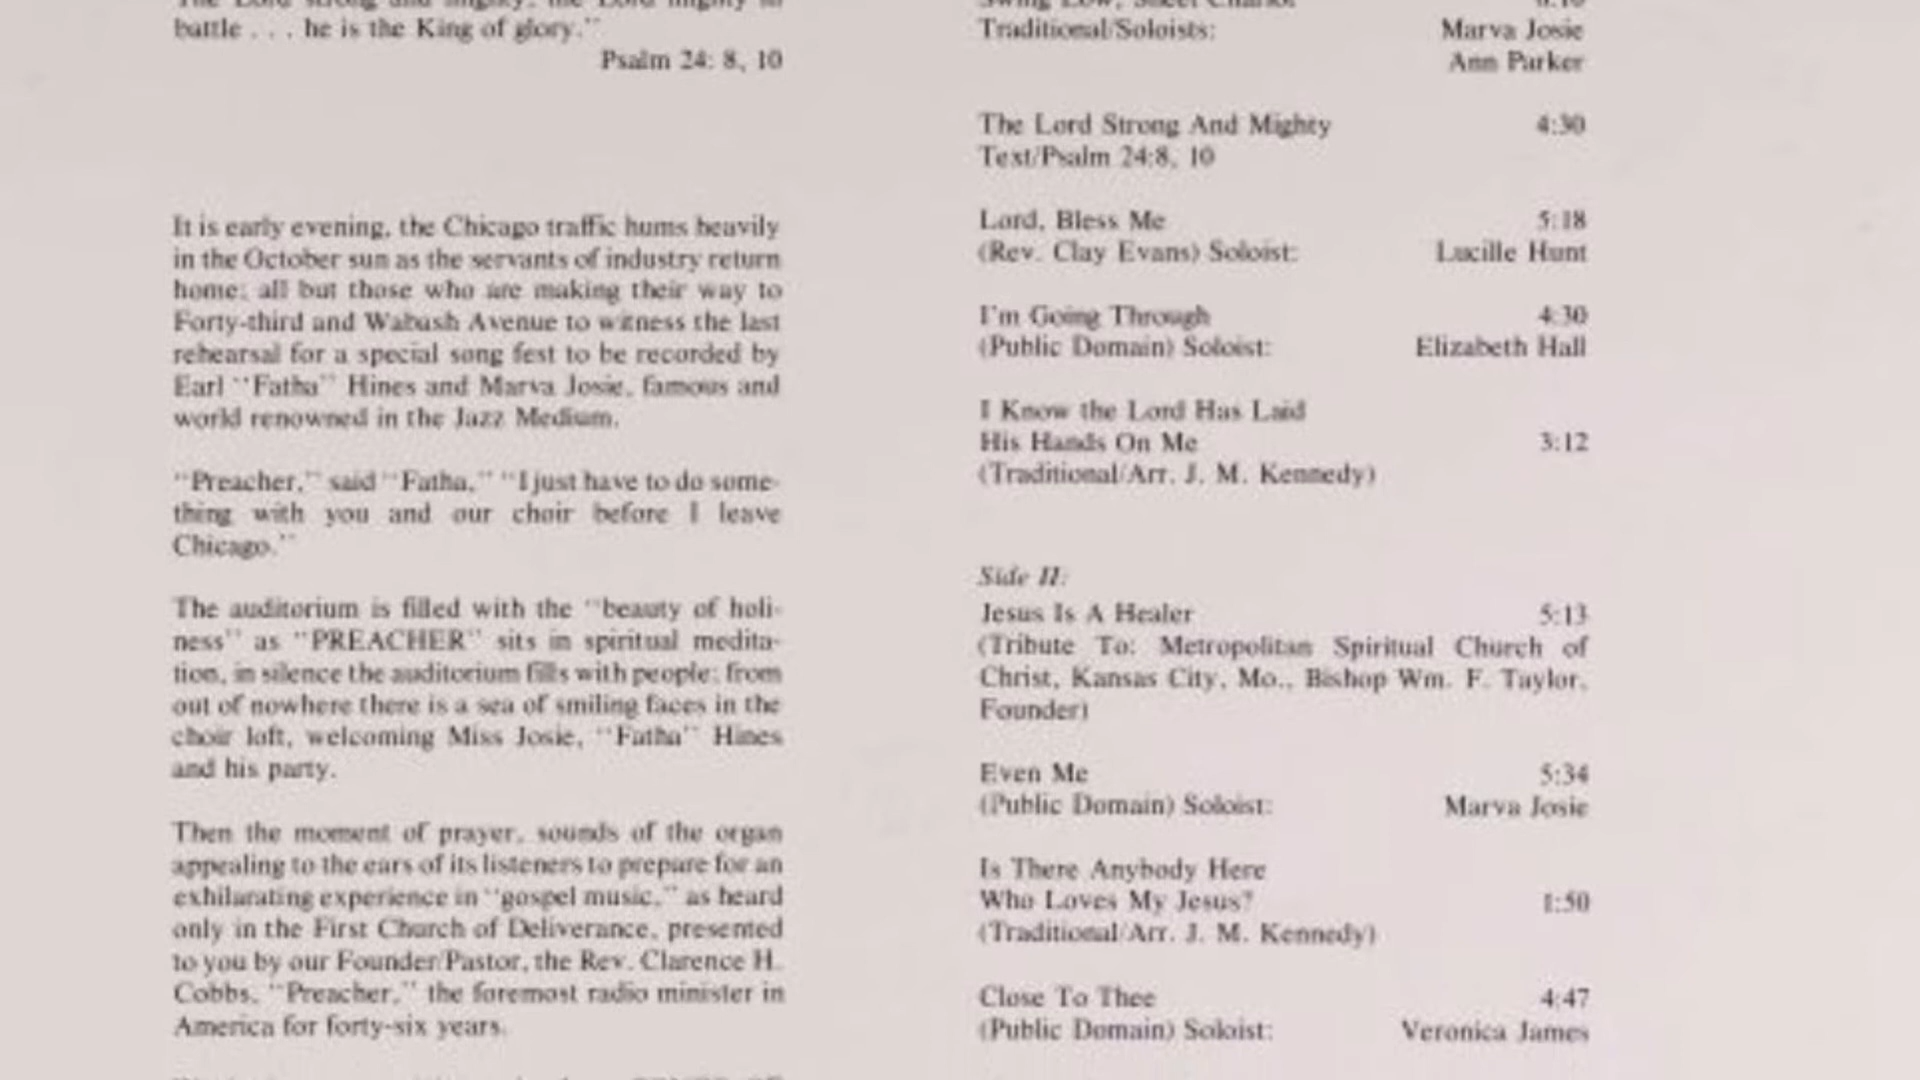 battle . . . he is the King of glory."
Psalm 24: 8, 10
It is early evening, the Chicago traffic hums heavily
in the October sun as the servants of industry return
home; all but those who are making their way to
Forty-third and Wabash Avenue to witness the last
rehearsal for a special song fest to be recorded by
Earl "Fatha" Hines and Marva Josie, famous and
world renowned in the Jazz Medium.
"Preacher," said "Fatha," "I just have to do some-
thing with you and our choir before I leave
Chicago."
The auditorium is filled with the "beauty of holi-
ness" as "PREACHER" sits in spiritual medita-
tion, in silence the auditorium fills with people; from
out of nowhere there is a sea of smiling faces in the
choir loft, welcoming Miss Josie, "Fatha" Hines
and his party.
Then the moment of prayer, sounds of the organ
appealing to the ears of its listeners to prepare for an
exhilarating experience in "gospel music," as heard
only in the First Church of Deliverance, presented
to you by our Founder/Pastor, the Rev. Clarence H.
Cobbs, "Preacher," the foremost radio minister in
America for forty-six years.
Swing Low, Sweet Chariot
Traditional/Soloists: Marva Josie
Ann Parker
The Lord Strong And Mighty 4:30
Text/Psalm 24:8, 10
Lord, Bless Me 5:18
(Rev. Clay Evans) Soloist: Lucille Hunt
I'm Going Through 4:30
(Public Domain) Soloist: Elizabeth Hall
I Know the Lord Has Laid
His Hands On Me 3:12
(Traditional/Arr. J. M. Kennedy)
Side II:
Jesus Is A Healer 5:13
(Tribute To: Metropolitan Spiritual Church of
Christ, Kansas City, Mo., Bishop Wm. F. Taylor,
Founder)
Even Me 5:34
(Public Domain) Soloist: Marva Josie
Is There Anybody Here
Who Loves My Jesus? 1:50
(Traditional/Arr. J. M. Kennedy)
Close To Thee 4:47
(Public Domain) Soloist: Veronica James